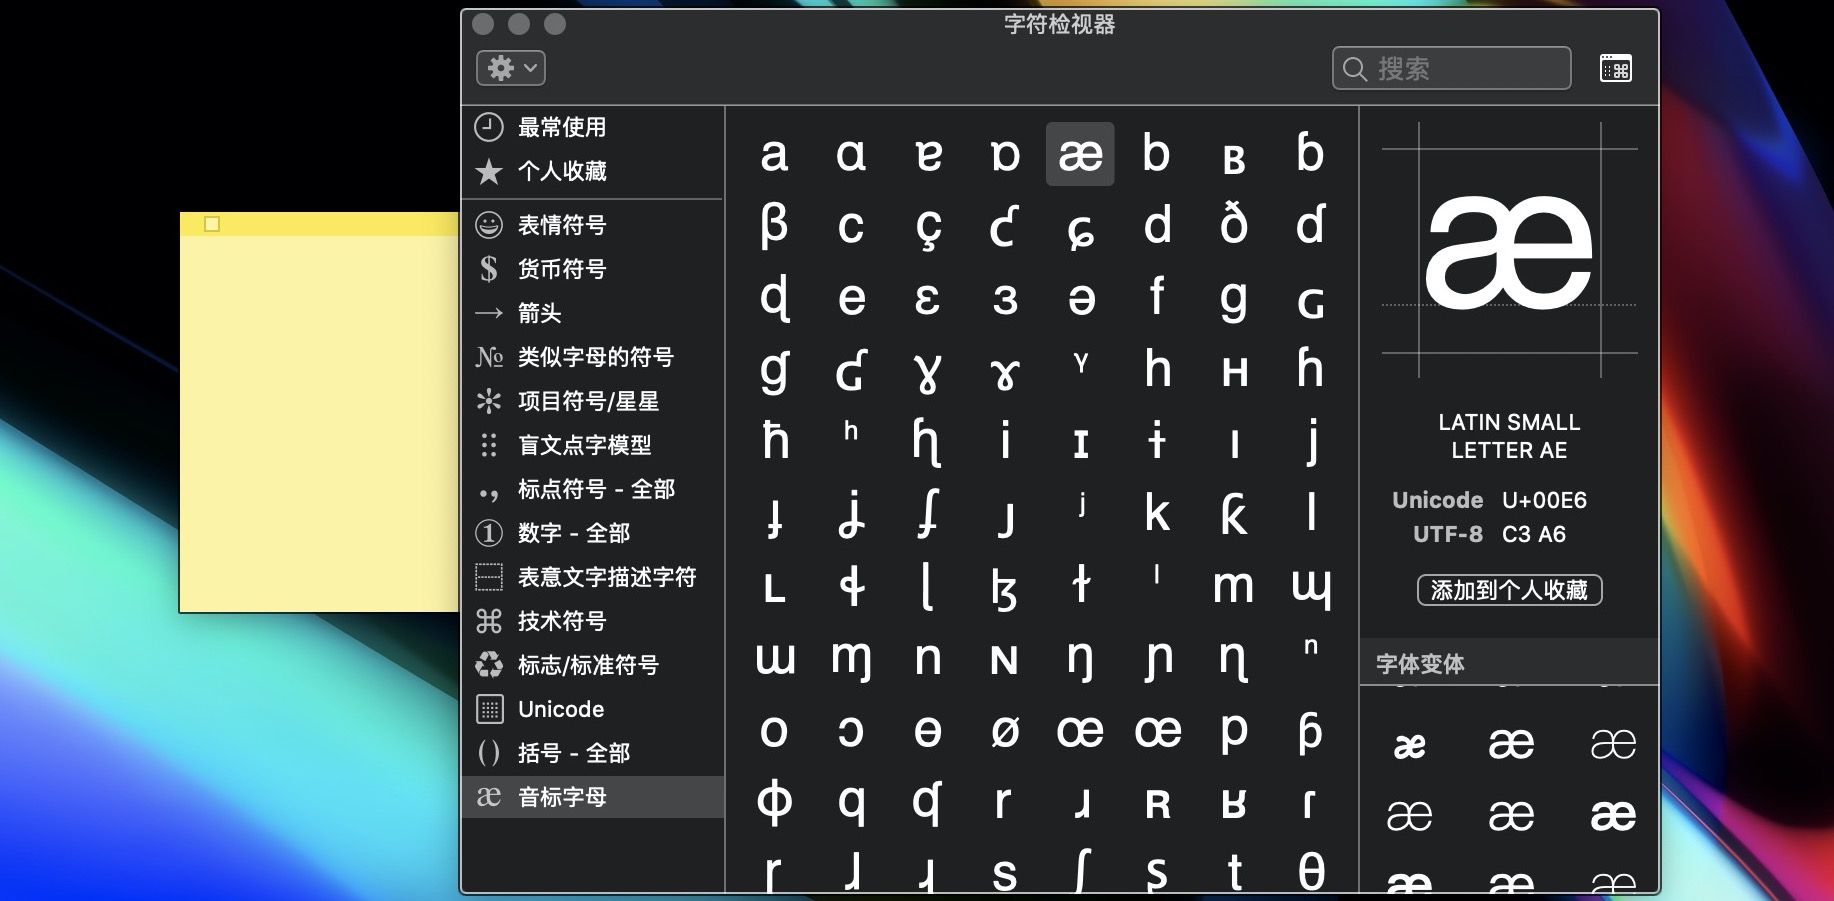 字符检视器
搜索
最常使用
个人收藏
表情符号
$ 货币符号
→ 箭头
№ 类似字母的符号
项目符号/星星
盲文点字模型
., 标点符号 - 全部
① 数字 - 全部
表意文字描述字符
⌘ 技术符号
标志/标准符号
Unicode
() 括号 - 全部
æ 音标字母
a ɑ ɐ ɒ æ b ʙ ɓ
β c ç ƈ ɕ d ð ɗ
ɖ e ɛ ɜ ə f g ɢ
ɠ ʛ ɣ ɤ ˠ h ʜ ɦ
ħ ʰ ɧ i ɪ ɨ ı j
ɟ ʝ ʄ ȷ ʲ k ƙ l
ʟ ɬ ɭ ɮ ɫ ˡ m ɰ
ɯ ɱ n ɴ ŋ ɲ ɳ ⁿ
o ɔ ɵ ø œ œ p ƥ
ɸ q ʠ r ɹ ʀ ʁ ɾ
ɼ ɺ ɻ s ʃ ʂ t θ
æ
LATIN SMALL
LETTER AE
Unicode U+00E6
UTF-8 C3 A6
添加到个人收藏
字体变体
æ æ æ
æ æ æ
æ æ æ